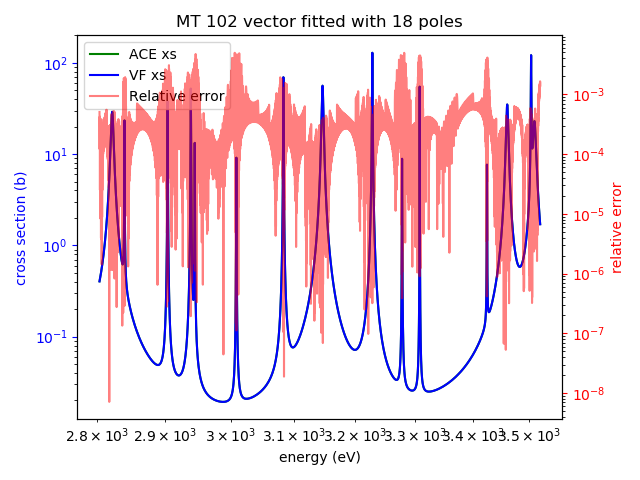 MT 102 vector fitted with 18 poles
ACE xs
VF xs
Relative error
cross section (b)
10²
10¹
10⁰
10⁻¹
10⁻³
10⁻⁴
10⁻⁵
10⁻⁶
10⁻⁷
10⁻⁸
relative error
2.8 × 10³ 2.9 × 10³ 3 × 10³ 3.1 × 10³ 3.2 × 10³ 3.3 × 10³ 3.4 × 10³ 3.5 × 10³
energy (eV)